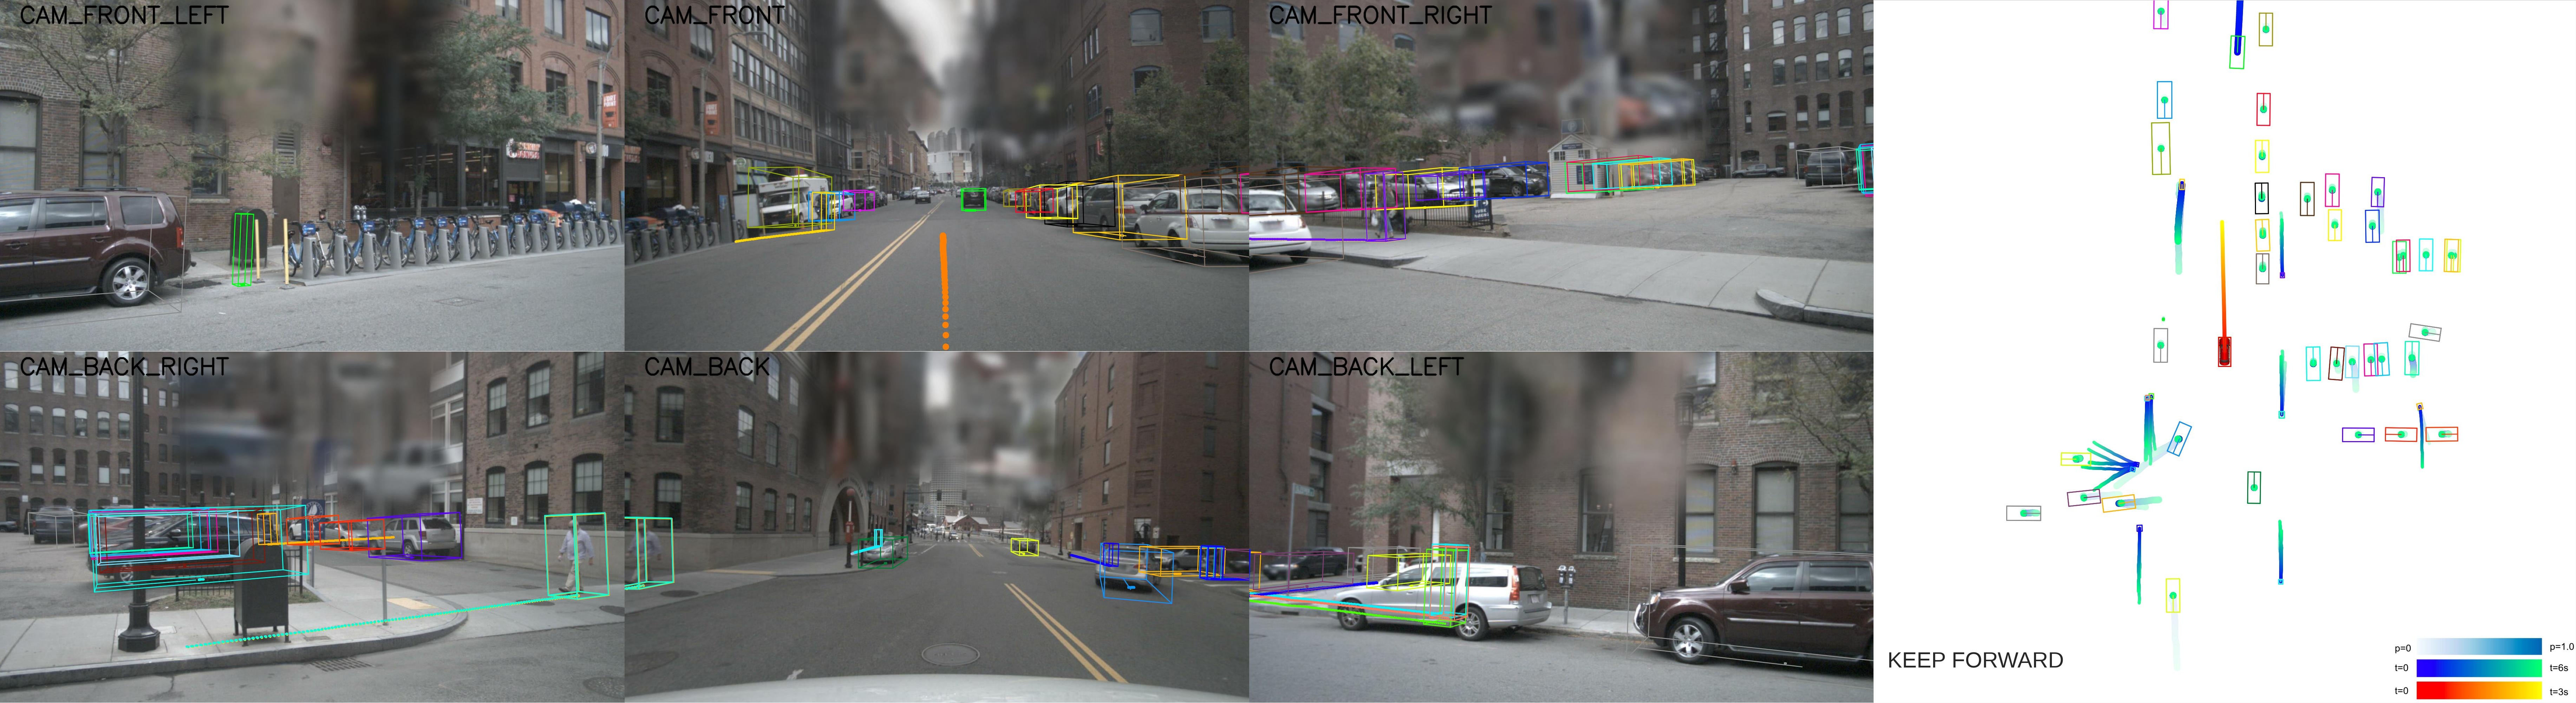 CAM_FRONT_LEFT
CAM_FRONT
CAM_FRONT_RIGHT
CAM_BACK_RIGHT
CAM_BACK
CAM_BACK_LEFT
KEEP FORWARD
p=0
p=1.0
t=0
t=6s
t=0
t=3s